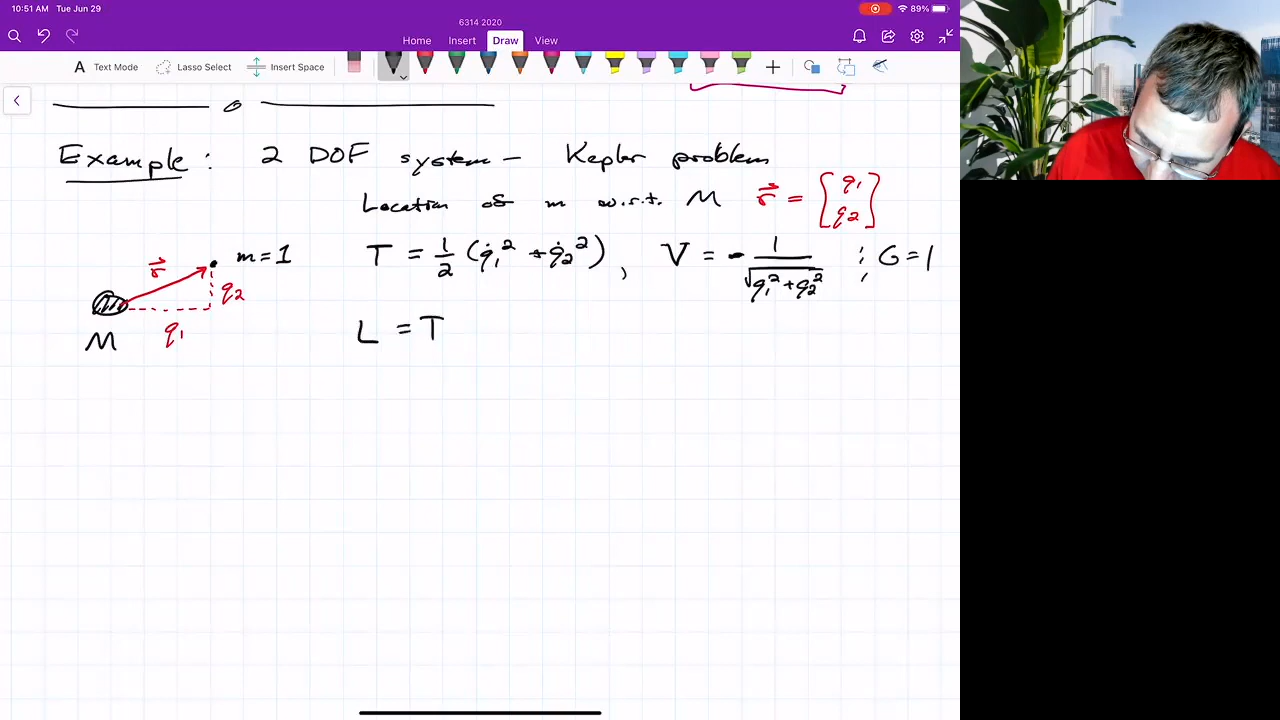 10:51 AM Tue Jun 29
89%
6314 2020
Home Insert Draw View
Text Mode Lasso Select Insert Space
Example: 2 DOF system – Kepler problem
Location of m w.r.t. M r⃗ = [q₁ q₂]
T = 1/2 (q̇₁² + q̇₂²), V = - 1/√(q₁² + q₂²) ; G = 1
r⃗ m = 1
q₂
q₁
M
L = T